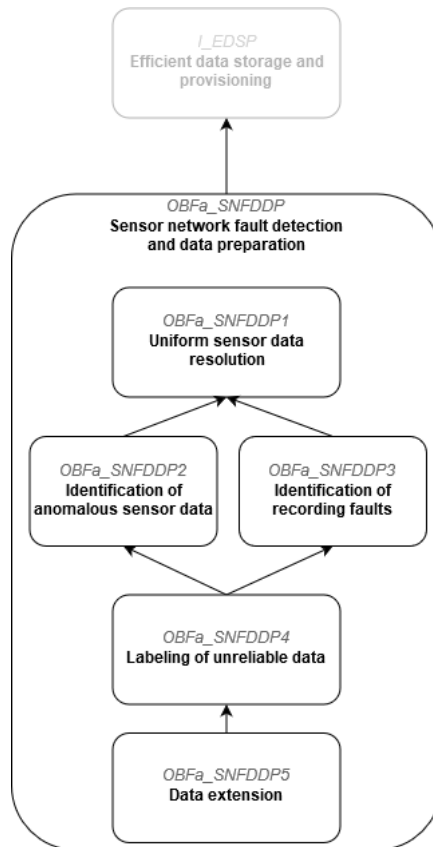 I_EDSP
Efficient data storage and
provisioning
OBFa_SNFDDP
Sensor network fault detection
and data preparation
OBFa_SNFDDP1
Uniform sensor data
resolution
OBFa_SNFDDP2
Identification of
anomalous sensor data
OBFa_SNFDDP3
Identification of
recording faults
OBFa_SNFDDP4
Labeling of unreliable data
OBFa_SNFDDP5
Data extension